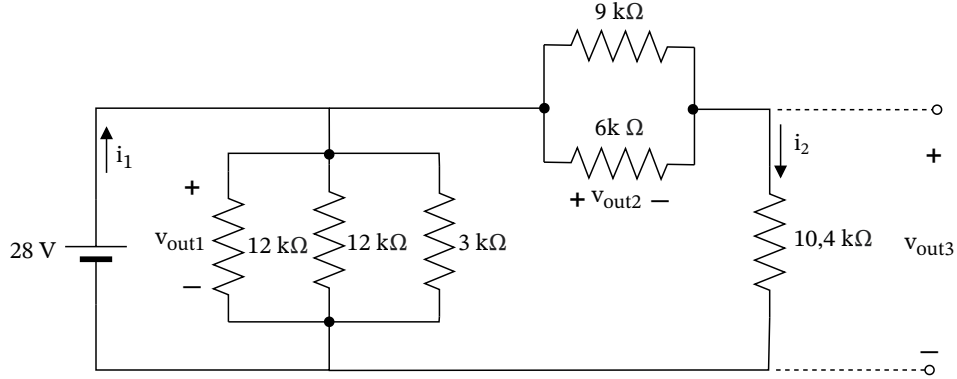 9 kΩ
6k Ω
i1
i2
+
+
+ vout2 −
28 V
vout1
12 kΩ
12 kΩ
3 kΩ
10,4 kΩ
vout3
−
−